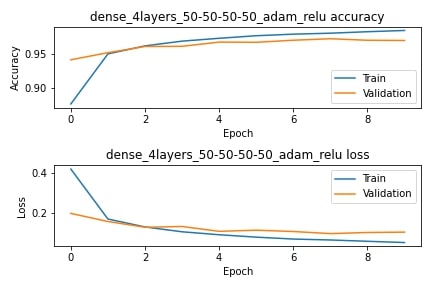 dense_4layers_50-50-50-50_adam_relu accuracy
0.95
0.90
Accuracy
Train
Validation
0 2 4 6 8
Epoch
dense_4layers_50-50-50-50_adam_relu loss
0.4
0.2
Loss
Train
Validation
0 2 4 6 8
Epoch